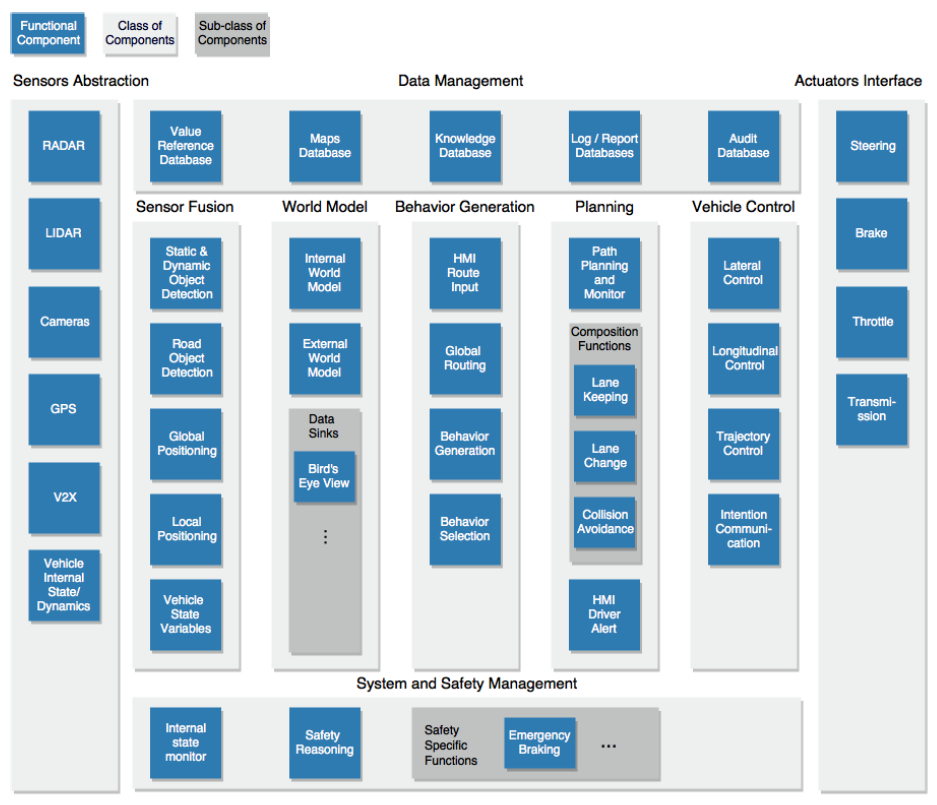 Functional
Component
Class of
Components
Sub-class of
Components
Sensors Abstraction
Data Management
Actuators Interface
RADAR
LIDAR
Cameras
GPS
V2X
Vehicle
Internal
State/
Dynamics
Value
Reference
Database
Maps
Database
Knowledge
Database
Log / Report
Databases
Audit
Database
Sensor Fusion
Static &
Dynamic
Object
Detection
Road
Object
Detection
Global
Positioning
Local
Positioning
Vehicle
State
Variables
World Model
Internal
World
Model
External
World
Model
Data
Sinks
Bird's
Eye View
⋮
Behavior Generation
HMI
Route
Input
Global
Routing
Behavior
Generation
Behavior
Selection
Planning
Path
Planning
and
Monitor
Composition
Functions
Lane
Keeping
Lane
Change
Collision
Avoidance
HMI
Driver
Alert
Vehicle Control
Lateral
Control
Longitudinal
Control
Trajectory
Control
Intention
Communi-
cation
Steering
Brake
Throttle
Transmi-
ssion
System and Safety Management
Internal
state
monitor
Safety
Reasoning
Safety
Specific
Functions
Emergency
Braking
...